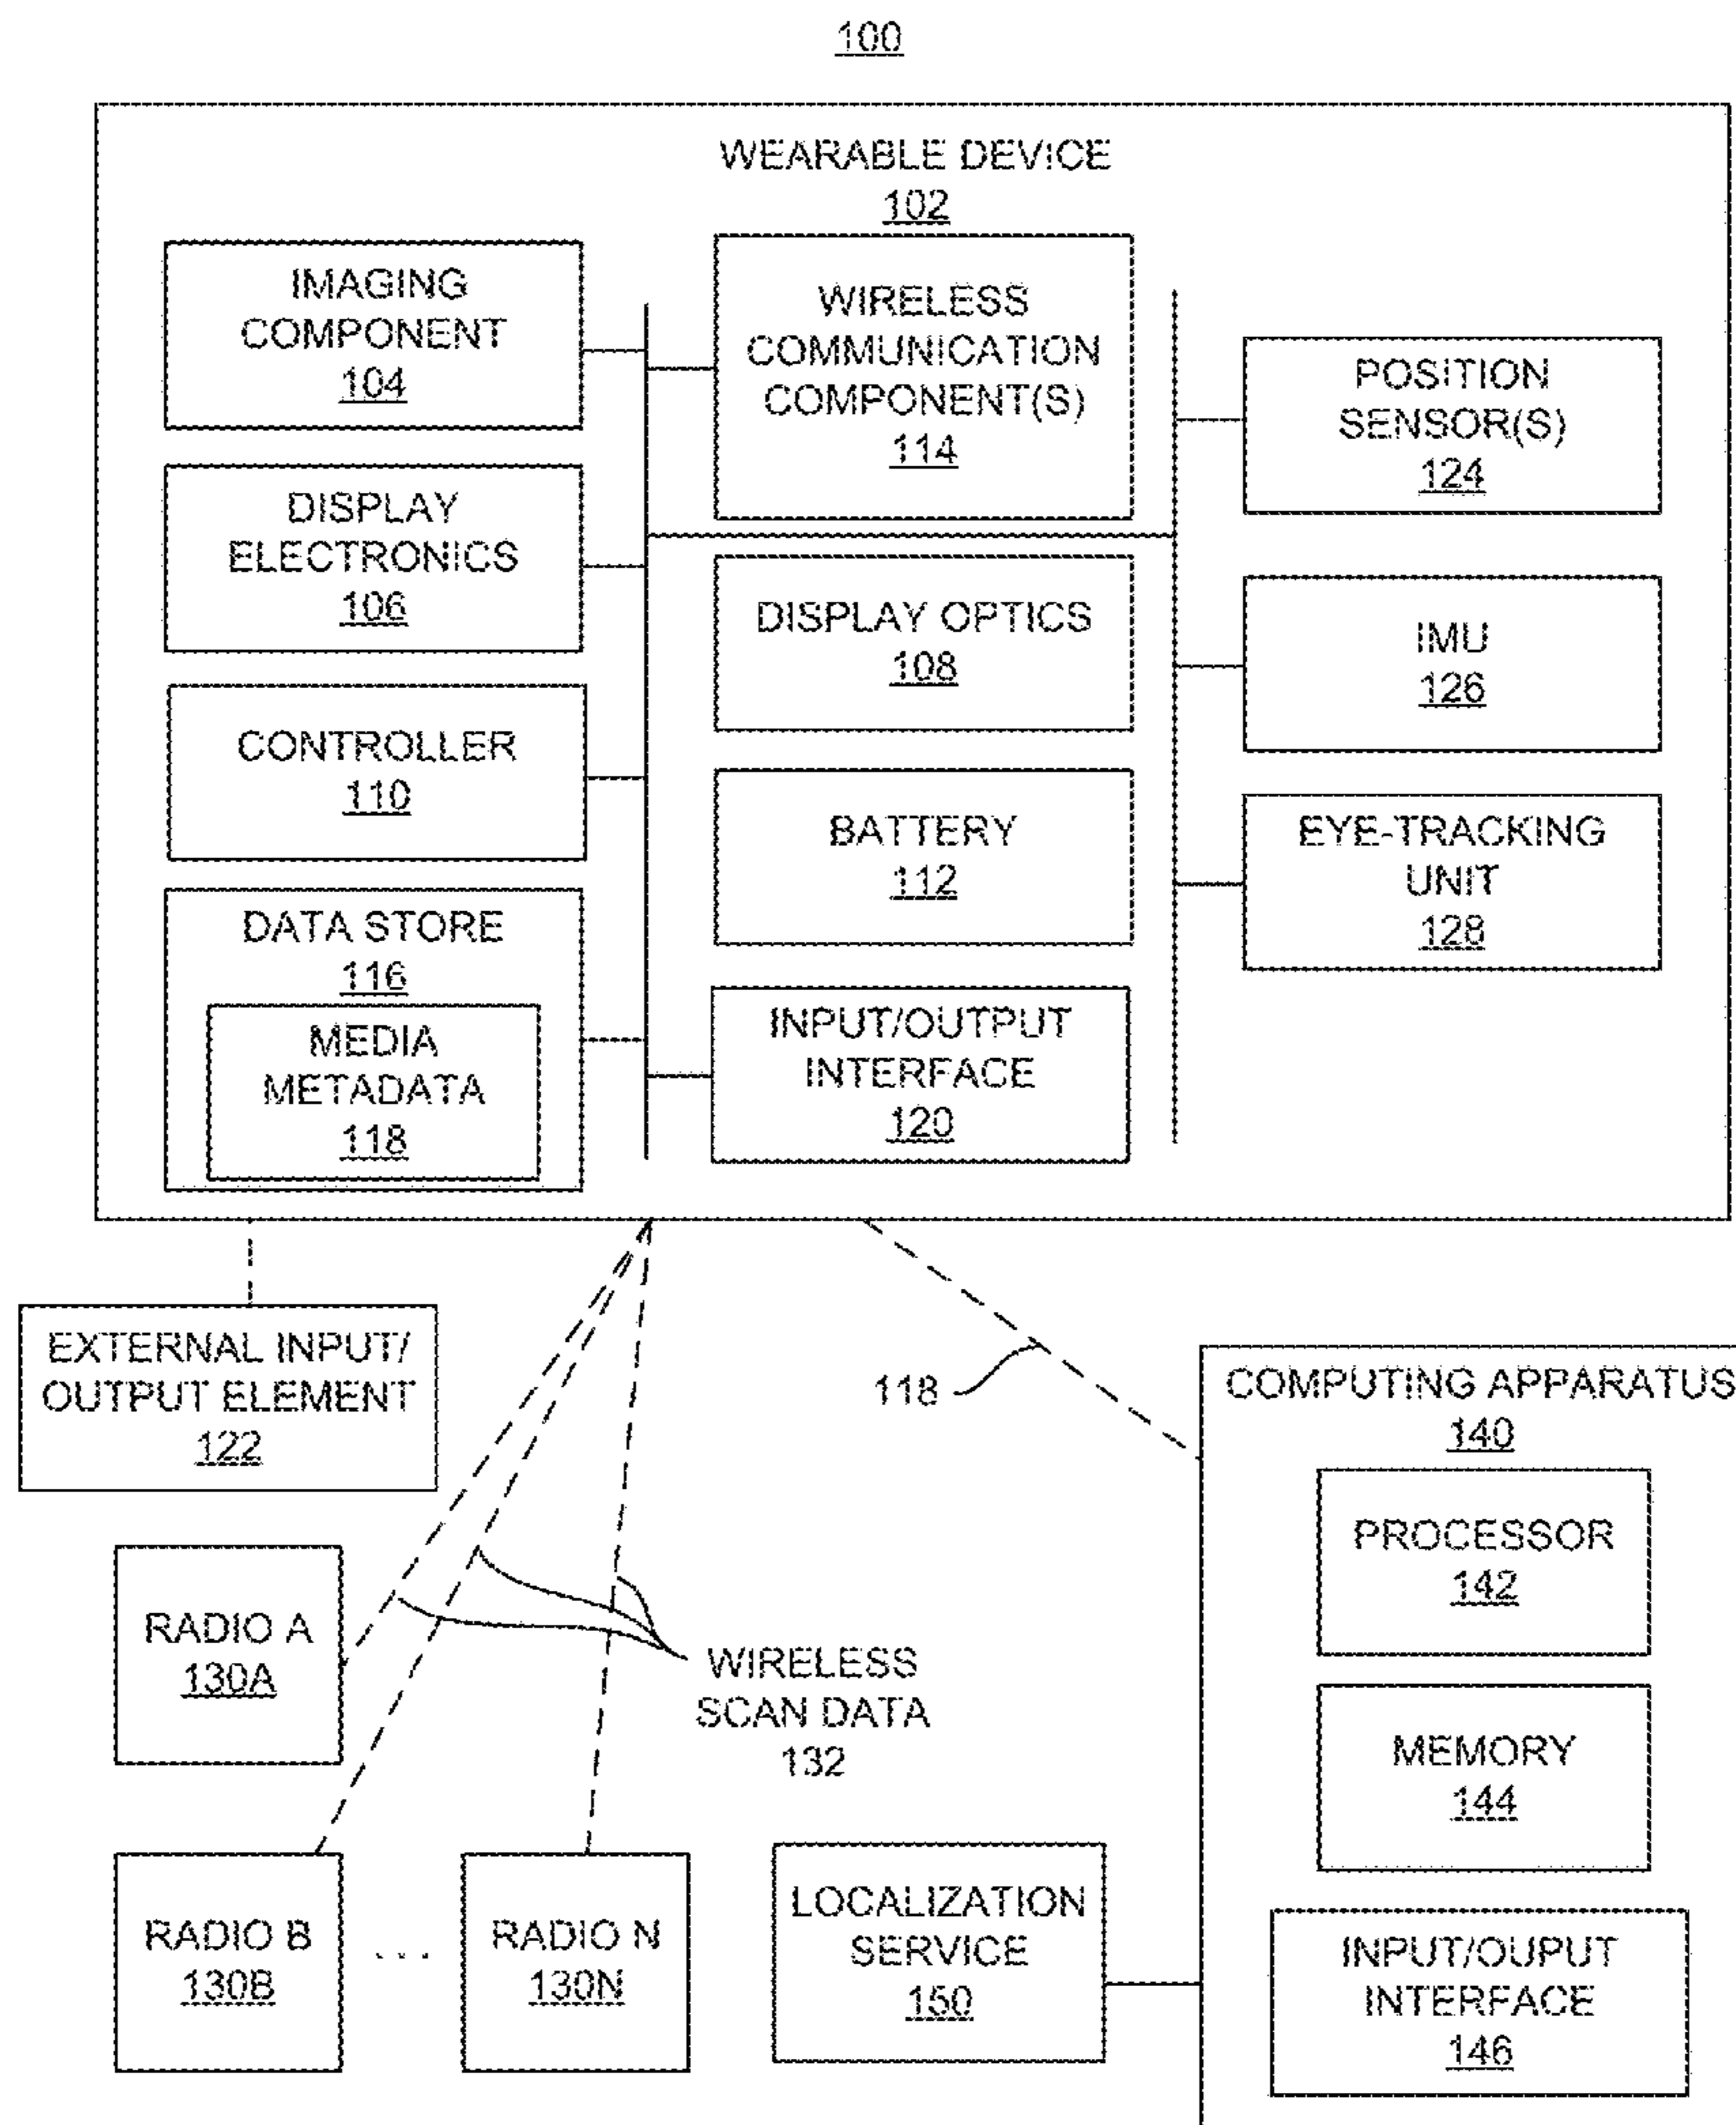 100
WEARABLE DEVICE
102
IMAGING
COMPONENT
104
WIRELESS
COMMUNICATION
COMPONENT(S)
114
POSITION
SENSOR(S)
124
DISPLAY
ELECTRONICS
106
DISPLAY OPTICS
108
IMU
126
CONTROLLER
110
BATTERY
112
EYE-TRACKING
UNIT
128
DATA STORE
116
MEDIA
METADATA
118
INPUT/OUTPUT
INTERFACE
120
EXTERNAL INPUT/
OUTPUT ELEMENT
122
118
COMPUTING APPARATUS
140
PROCESSOR
142
RADIO A
130A
WIRELESS
SCAN DATA
132
MEMORY
144
RADIO B
130B
. . .
RADIO N
130N
LOCALIZATION
SERVICE
150
INPUT/OUPUT
INTERFACE
146